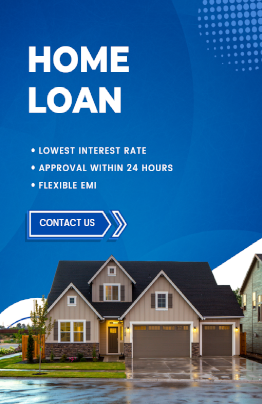 HOME
LOAN
• LOWEST INTEREST RATE
• APPROVAL WITHIN 24 HOURS
• FLEXIBLE EMI
CONTACT US